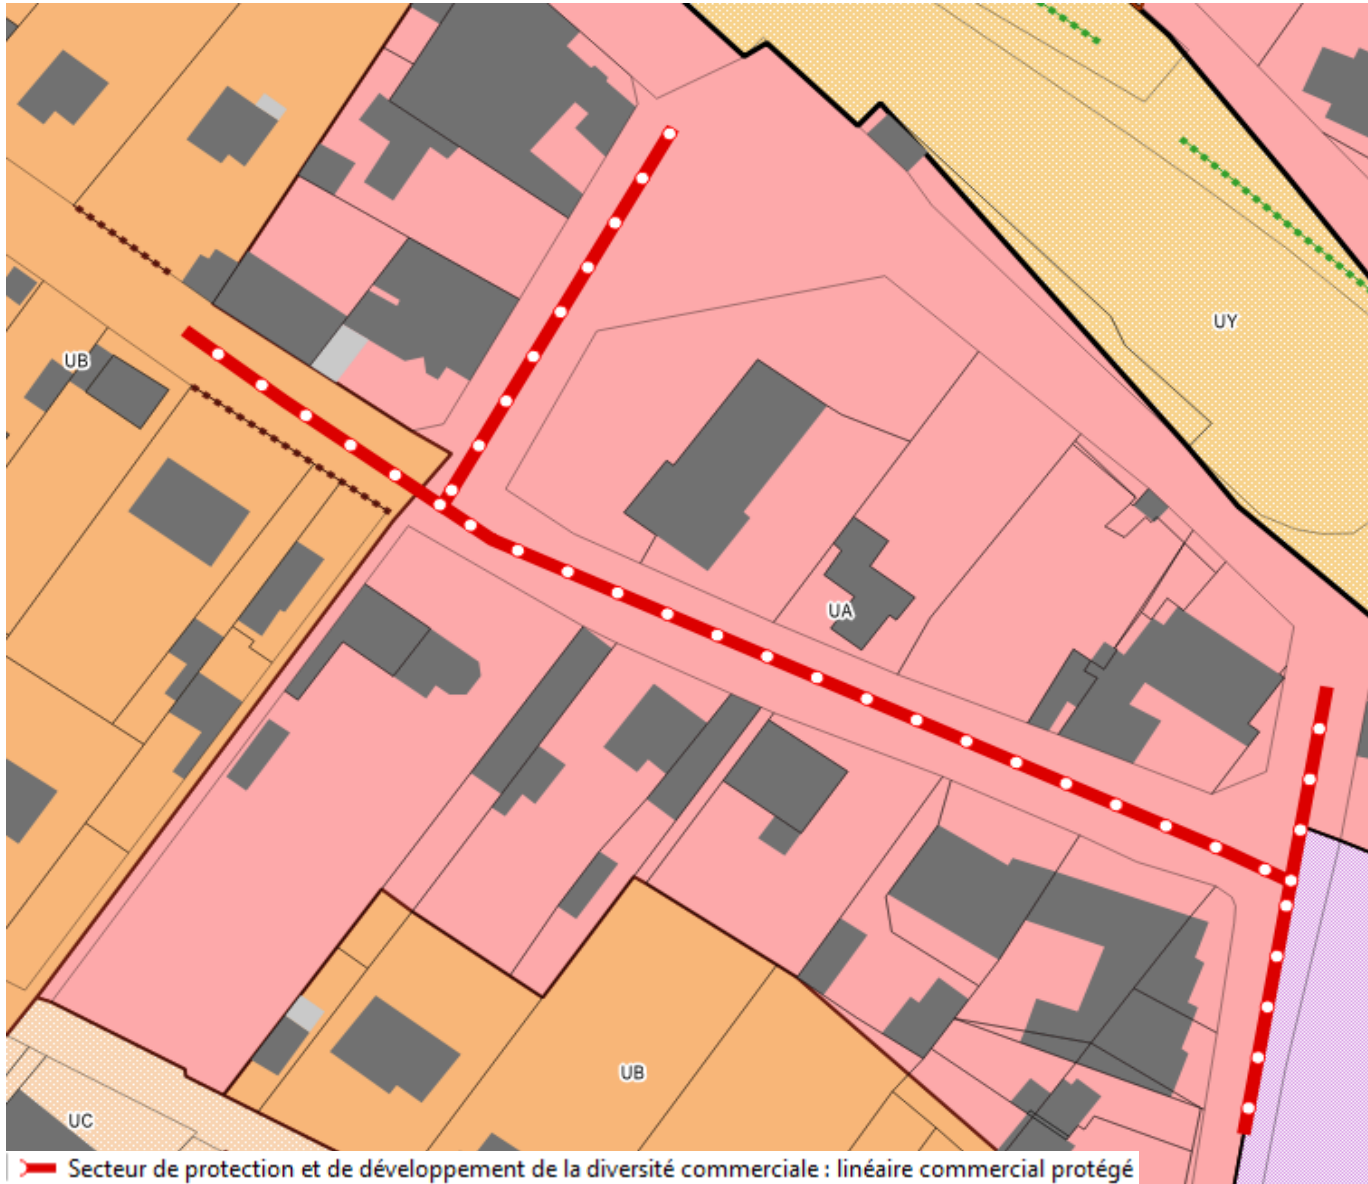 UY
UB
UA
UB
UC
Secteur de protection et de développement de la diversité commerciale : linéaire commercial protégé